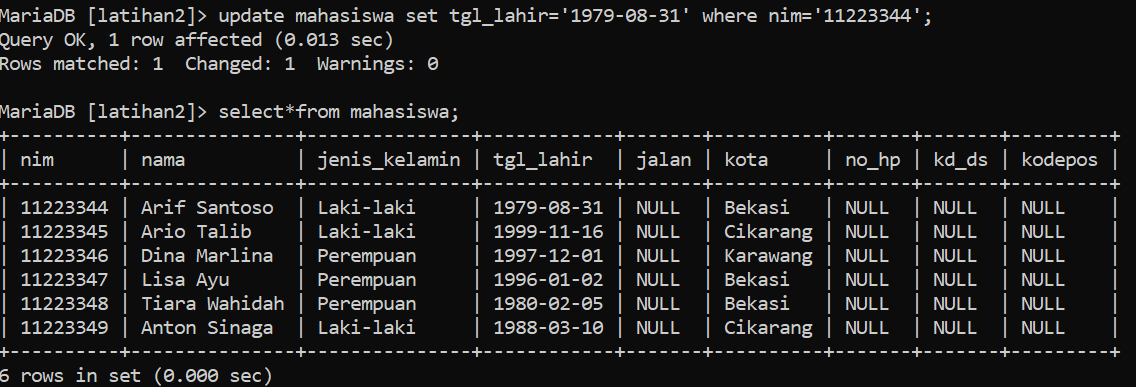 MariaDB [latihan2]> update mahasiswa set tgl_lahir='1979-08-31' where nim='11223344';
Query OK, 1 row affected (0.013 sec)
Rows matched: 1  Changed: 1  Warnings: 0

MariaDB [latihan2]> select*from mahasiswa;
+----------+---------------+---------------+------------+-------+----------+-------+-------+---------+
| nim      | nama          | jenis_kelamin | tgl_lahir  | jalan | kota     | no_hp | kd_ds | kodepos |
+----------+---------------+---------------+------------+-------+----------+-------+-------+---------+
| 11223344 | Arif Santoso  | Laki-laki     | 1979-08-31 | NULL  | Bekasi   | NULL  | NULL  | NULL    |
| 11223345 | Ario Talib    | Laki-laki     | 1999-11-16 | NULL  | Cikarang | NULL  | NULL  | NULL    |
| 11223346 | Dina Marlina  | Perempuan     | 1997-12-01 | NULL  | Karawang | NULL  | NULL  | NULL    |
| 11223347 | Lisa Ayu      | Perempuan     | 1996-01-02 | NULL  | Bekasi   | NULL  | NULL  | NULL    |
| 11223348 | Tiara Wahidah | Perempuan     | 1980-02-05 | NULL  | Bekasi   | NULL  | NULL  | NULL    |
| 11223349 | Anton Sinaga  | Laki-laki     | 1988-03-10 | NULL  | Cikarang | NULL  | NULL  | NULL    |
+----------+---------------+---------------+------------+-------+----------+-------+-------+---------+
6 rows in set (0.000 sec)